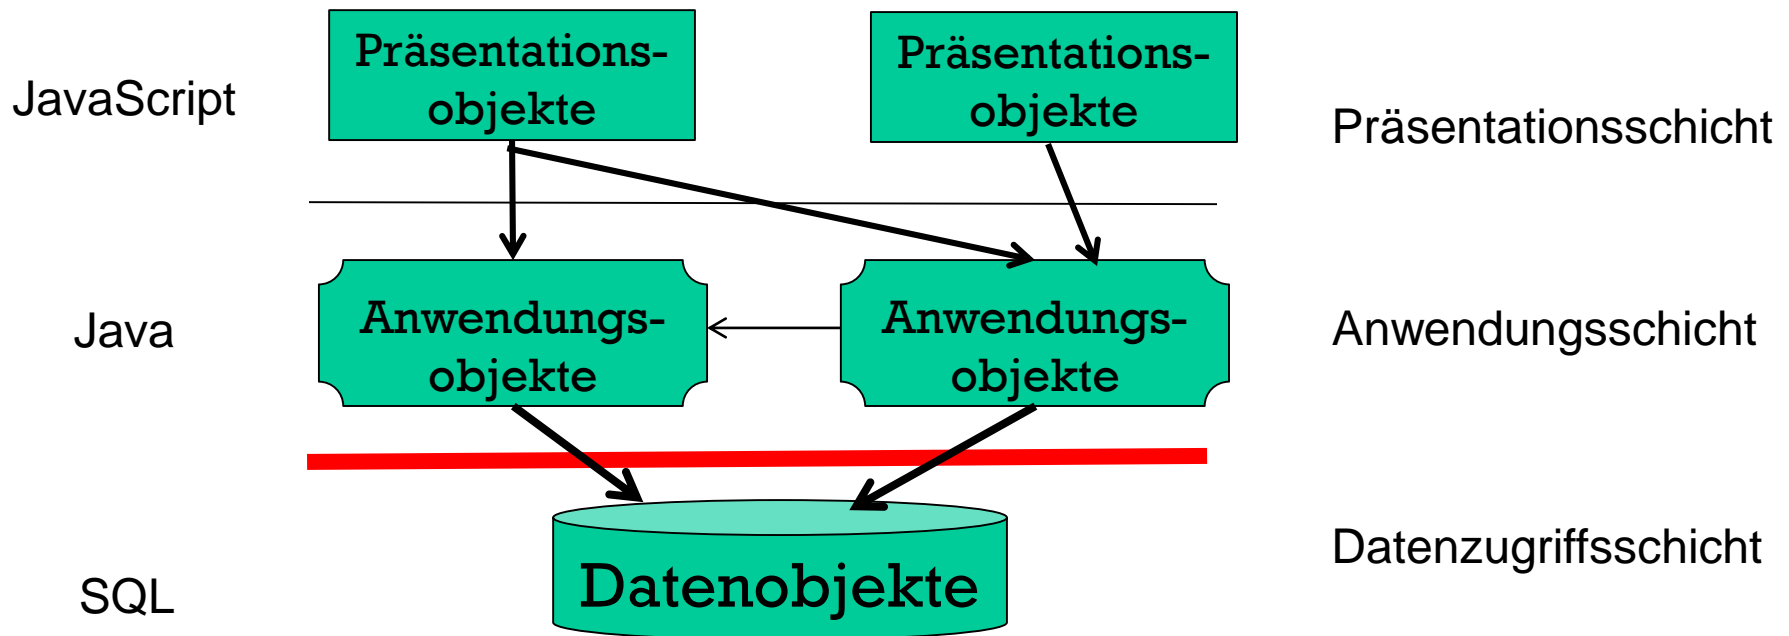 JavaScript
Präsentations-
objekte
Präsentations-
objekte
Präsentationsschicht
Java
Anwendungs-
objekte
Anwendungs-
objekte
Anwendungsschicht
SQL
Datenobjekte
Datenzugriffsschicht